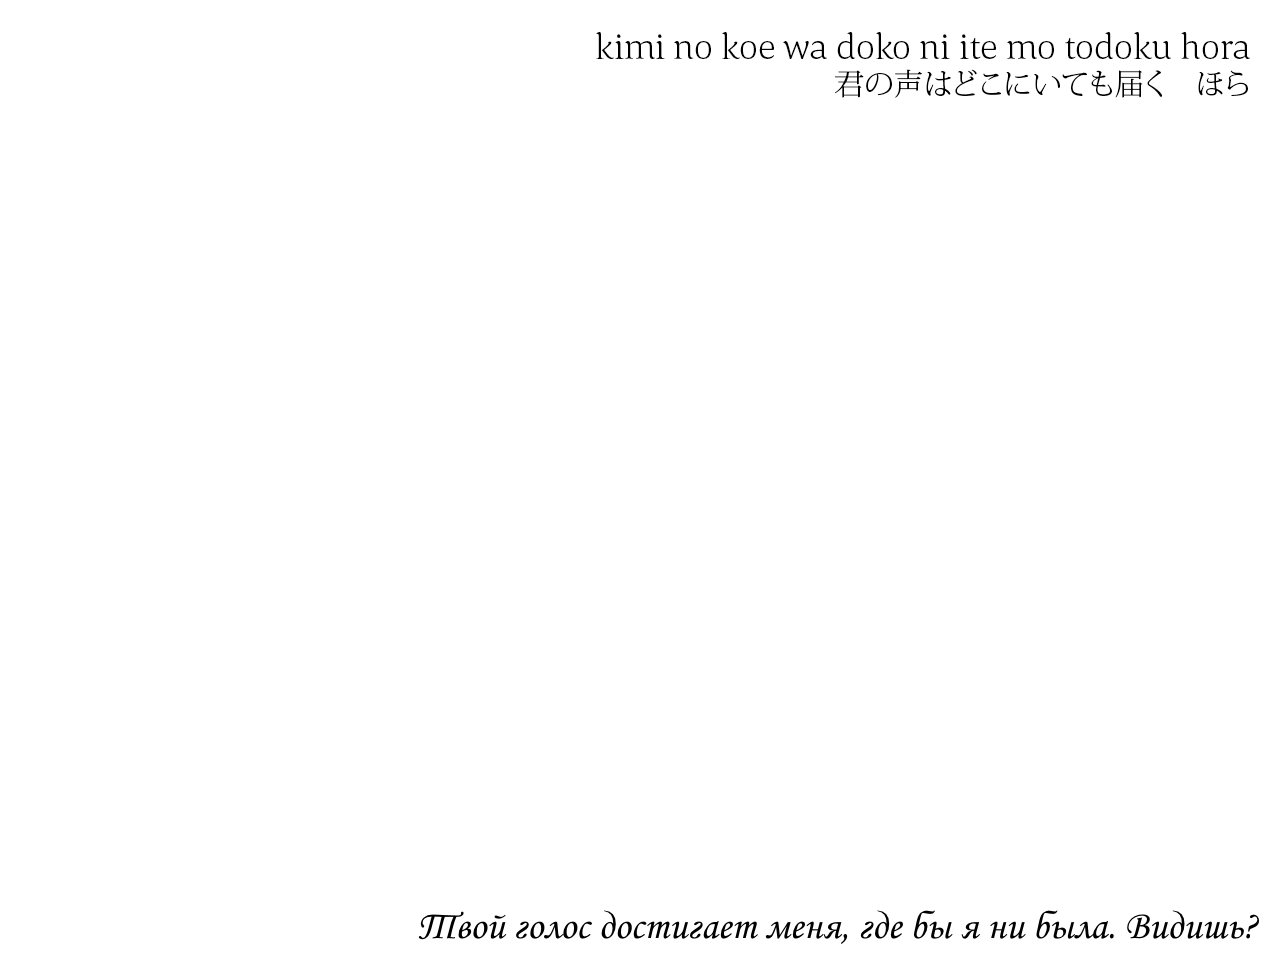 kimi no koe wa doko ni ite mo todoku hora
君の声はどこにいても届く　ほら
Твой голос достигает меня, где бы я ни была. Видишь?